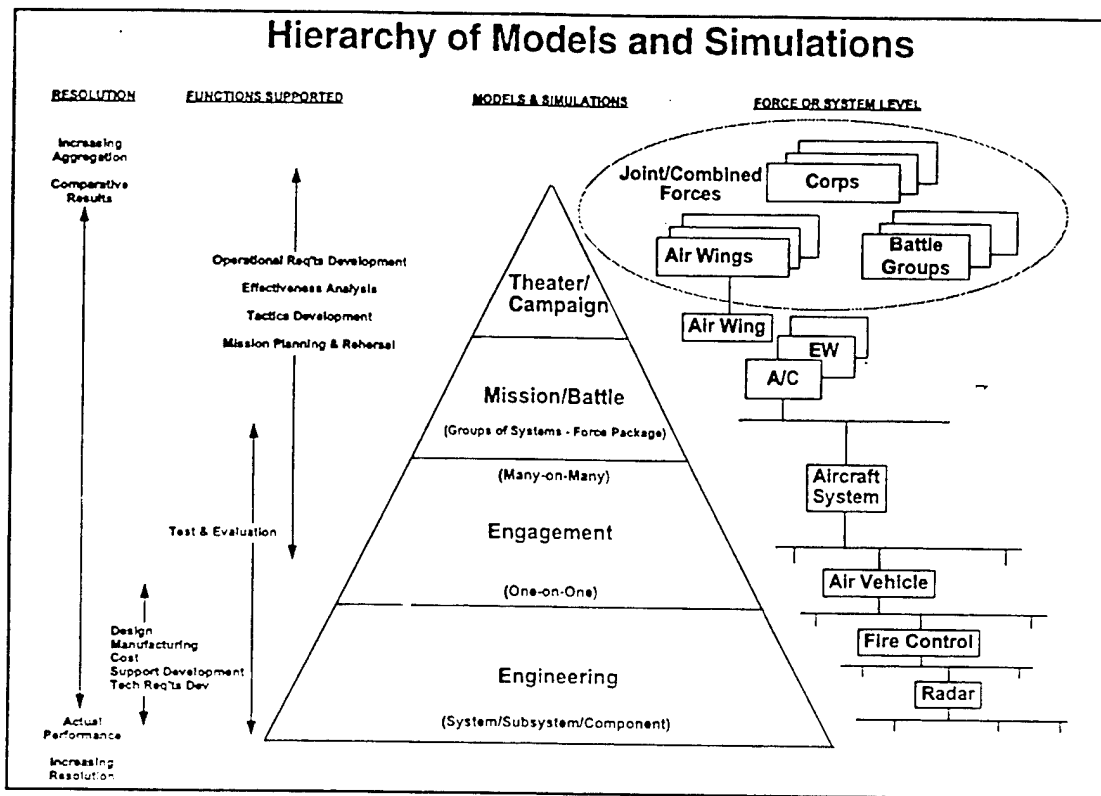 Hierarchy of Models and Simulations
RESOLUTION
FUNCTIONS SUPPORTED
MODELS & SIMULATIONS
FORCE OR SYSTEM LEVEL
Increasing
Aggregation
Comparative
Results
Actual
Performance
Increasing
Resolution
Operational Req'ts Development
Effectiveness Analysis
Tactics Development
Mission Planning & Rehersal
Test & Evaluation
Design
Manufacturing
Cost
Support Development
Tech Req'ts Dev
Theater/
Campaign
Mission/Battle
(Groups of Systems - Force Package)
(Many-on-Many)
Engagement
(One-on-One)
Engineering
(System/Subsystem/Component)
Joint/Combined
Forces
Corps
Air Wings
Battle
Groups
Air Wing
EW
A/C
Aircraft
System
Air Vehicle
Fire Control
Radar